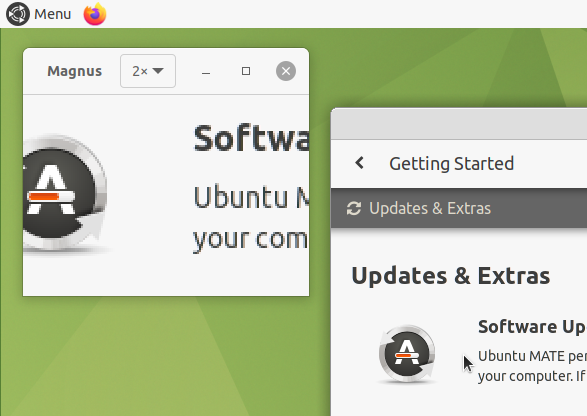 Menu
Magnus
2×
Softwa
Ubuntu M
your com
Getting Started
Updates & Extras
Updates & Extras
Software Up
Ubuntu MATE per
your computer. If